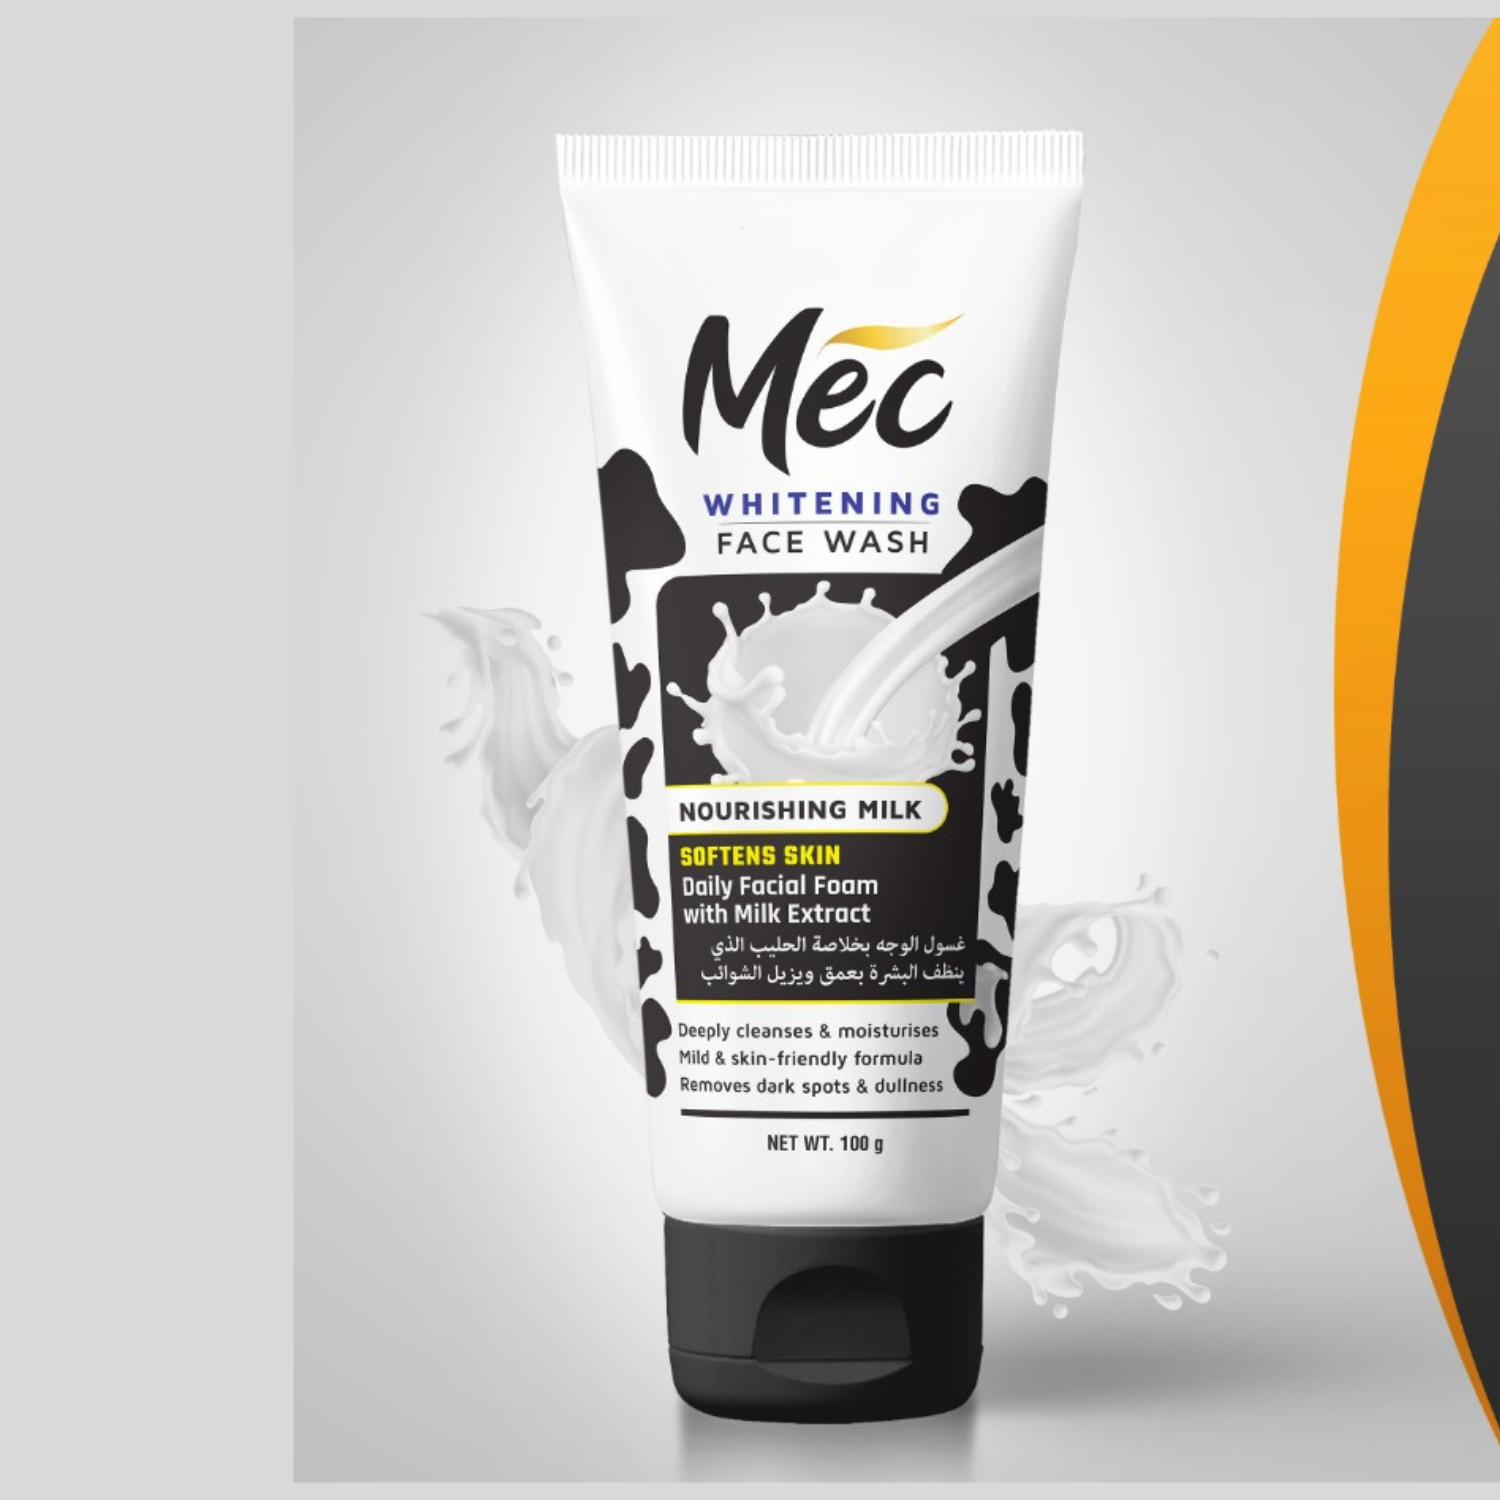 Mec
WHITENING
FACE WASH
NOURISHING MILK
SOFTENS SKIN
Daily Facial Foam
with Milk Extract
غسول الوجه بخلاصة الحليب الذي
ينظف البشرة بعمق ويزيل الشوائب
Deeply cleanses & moisturises
Mild & skin-friendly formula
Removes dark spots & dullness
NET WT. 100 g